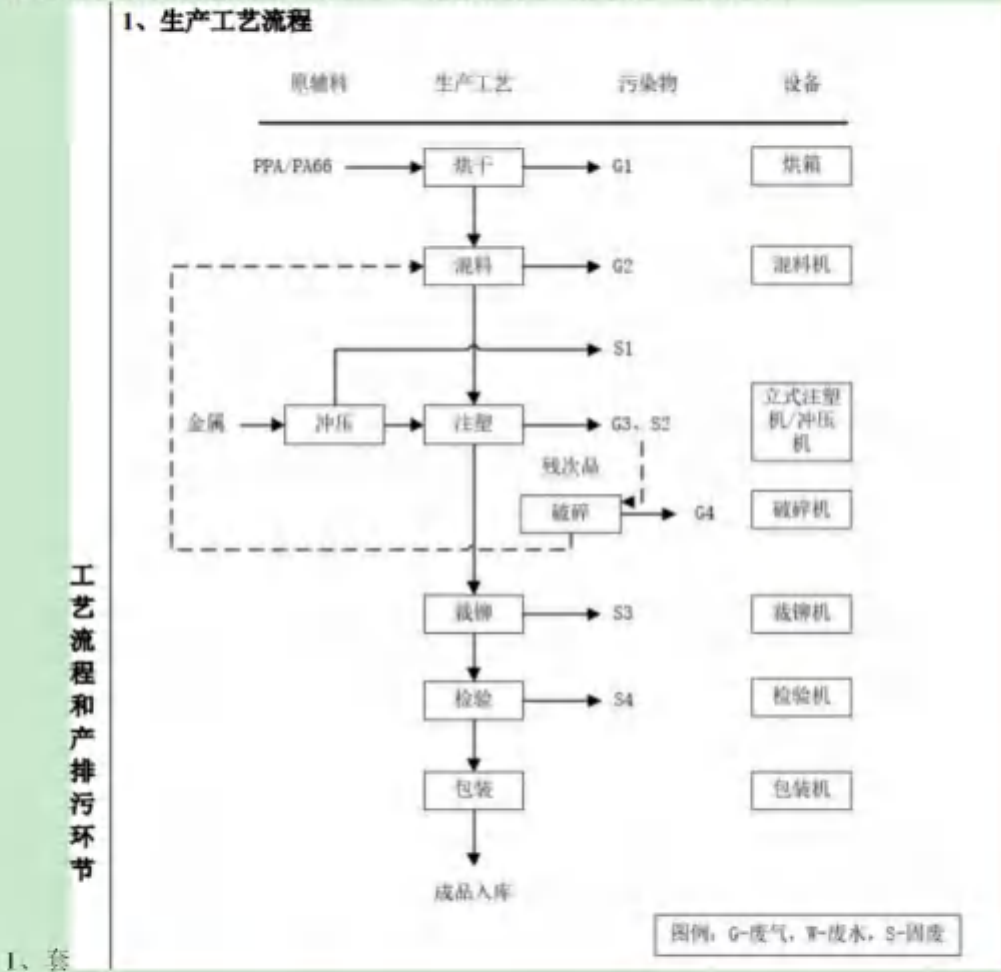 1、生产工艺流程
原辅料 生产工艺 污染物 设备
PPA/PA66 烘干 G1 烘箱
混料 G2 混料机
S1
金属 冲压 注塑 G3、S2 立式注塑机/冲压机
残次品
破碎 G4 破碎机
裁铆 S3 裁铆机
检验 S4 检验机
包装 包装机
成品入库
图例：G-废气，W-废水，S-固废
工艺流程和产排污环节
1、套